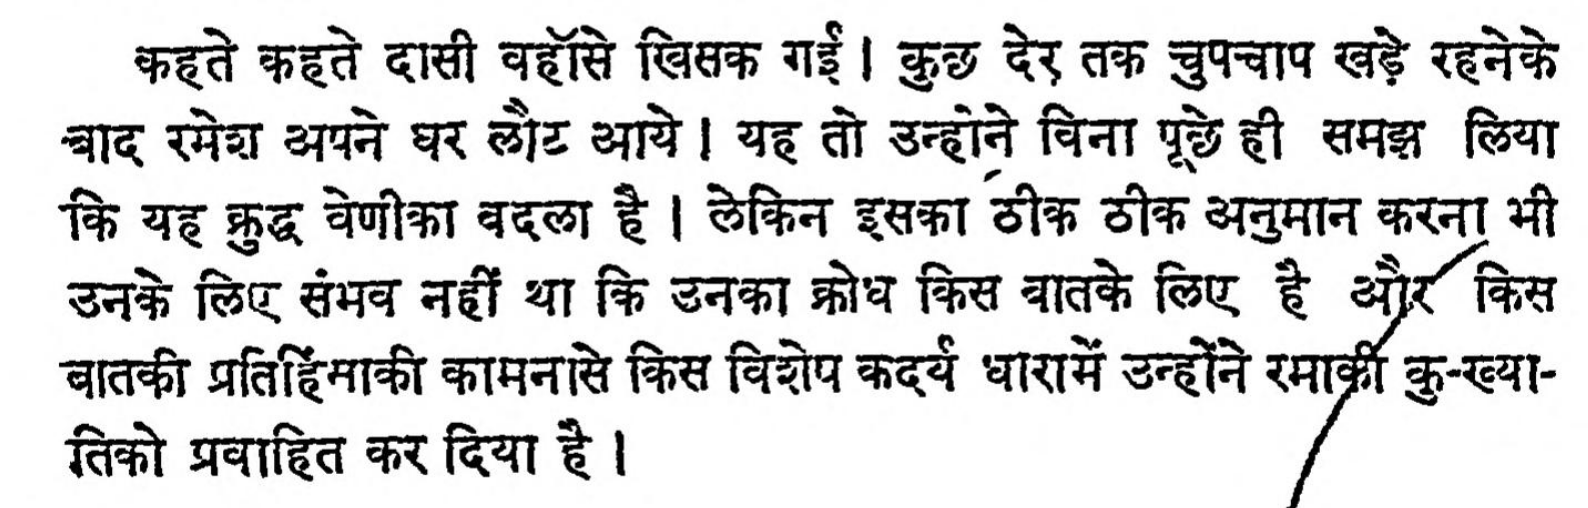 कहते कहते दासी वहाँसे खिसक गई। कुछ देर तक चुपचाप खड़े रहनेके
बाद रमेश अपने घर लौट आये। यह तो उन्होने बिना पूछे ही समझ लिया
कि यह क्रुद्ध वेणीका बदला है। लेकिन इसका ठीक ठीक अनुमान करना भी
उनके लिए संभव नहीं था कि उनका क्रोध किस बातके लिए है और किस
बातकी प्रतिहिंसाकी कामनासे किस विशेष कदर्य धारामें उन्होंने रमाकी कु-ख्या-
तिको प्रवाहित कर दिया है।